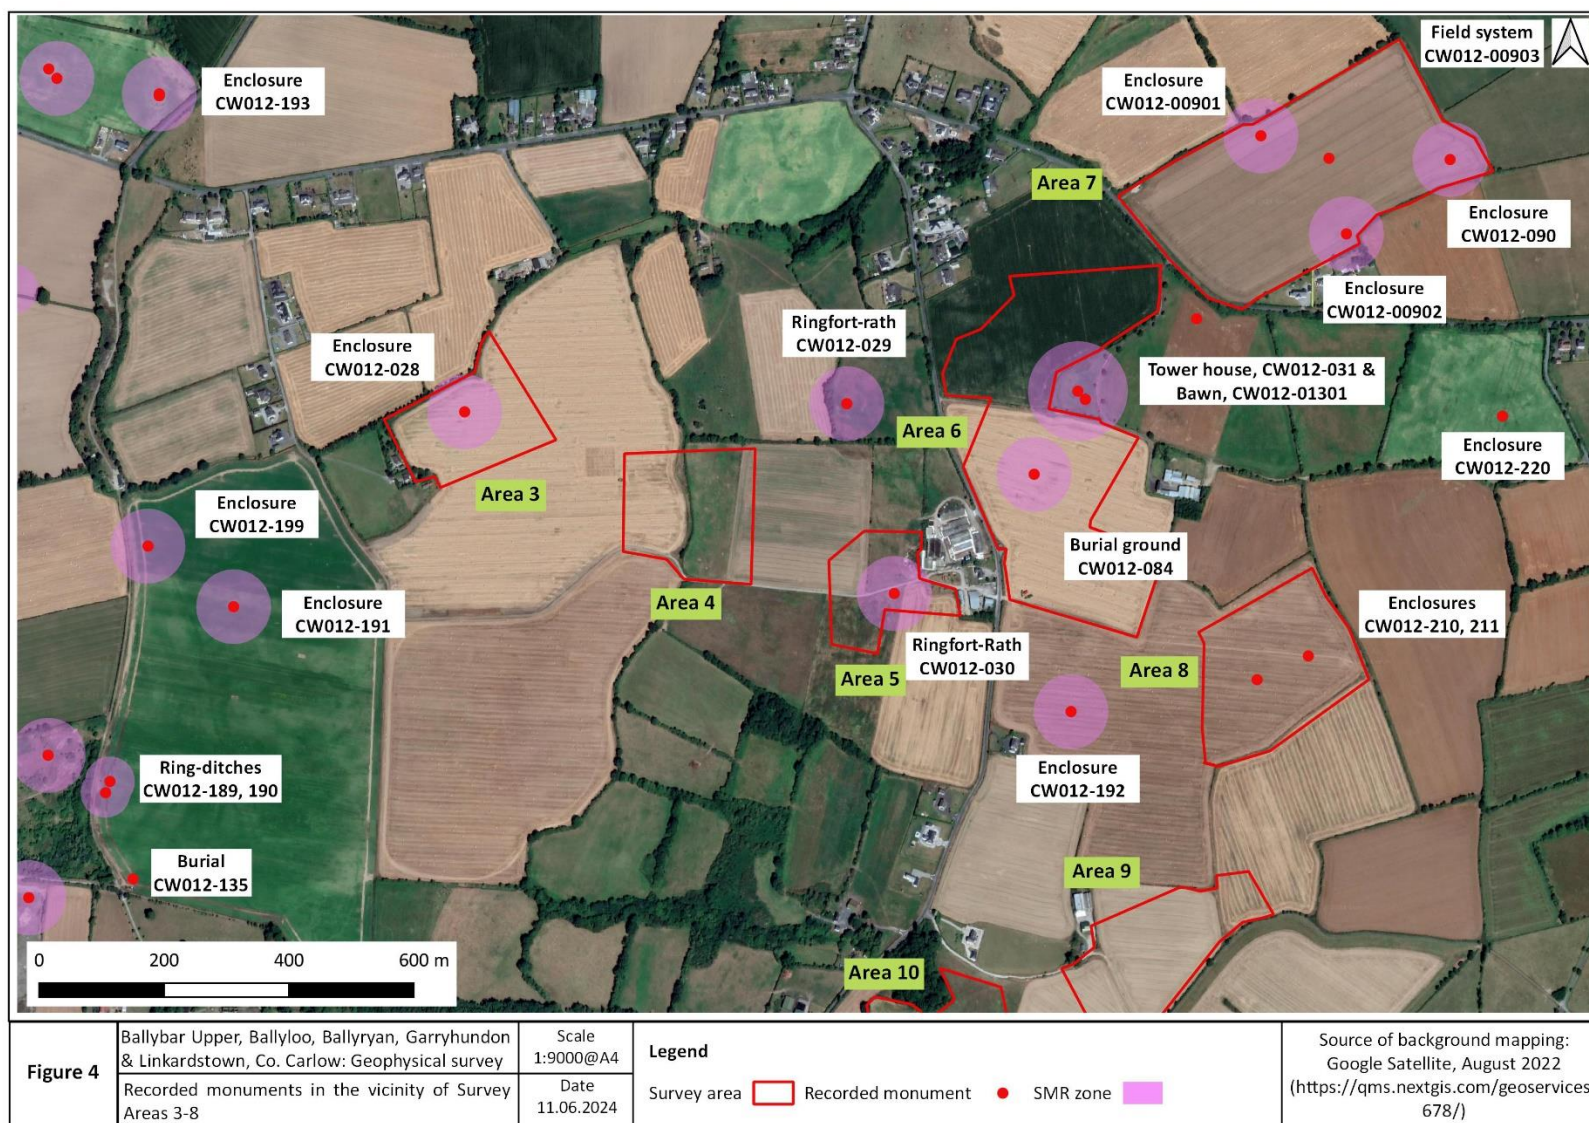 Field system
CW012-00903
Enclosure
CW012-00901
Enclosure
CW012-193
Area 7
Enclosure
CW012-090
Enclosure
CW012-00902
Ringfort-rath
CW012-029
Enclosure
CW012-028
Tower house, CW012-031 &
Bawn, CW012-01301
Area 6
Enclosure
CW012-220
Area 3
Enclosure
CW012-199
Burial ground
CW012-084
Area 4
Enclosure
CW012-191
Enclosures
CW012-210, 211
Ringfort-Rath
CW012-030
Area 5
Area 8
Enclosure
CW012-192
Ring-ditches
CW012-189, 190
Burial
CW012-135
Area 9
Area 10
0 200 400 600 m
Figure 4
Ballybar Upper, Ballyloo, Ballyryan, Garryhundon
& Linkardstown, Co. Carlow: Geophysical survey
Recorded monuments in the vicinity of Survey
Areas 3-8
Scale
1:9000@A4
Date
11.06.2024
Legend
Survey area Recorded monument SMR zone
Source of background mapping:
Google Satellite, August 2022
(https://qms.nextgis.com/geoservices
678/)